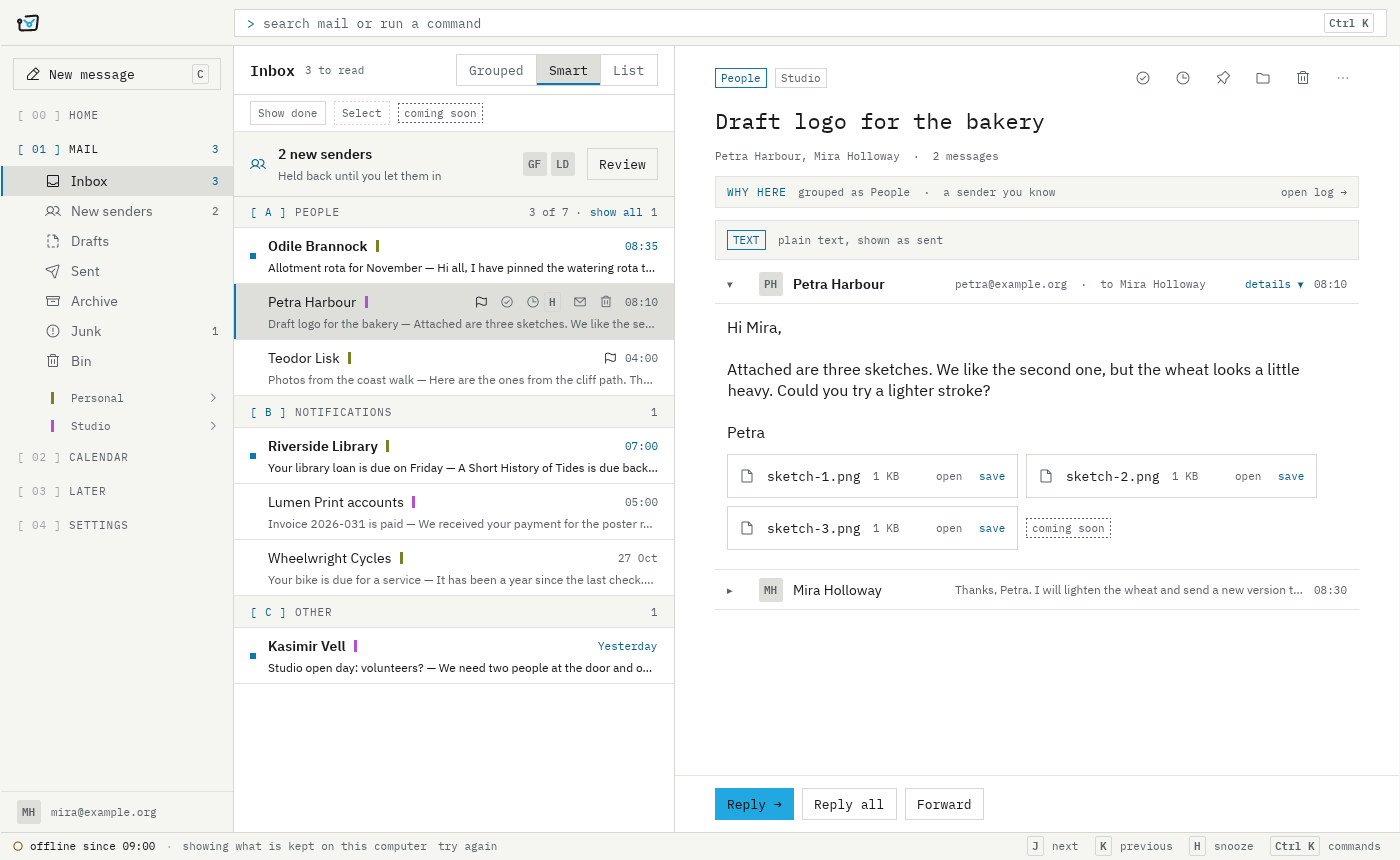 > search mail or run a command Ctrl K
New message C
[ 00 ] HOME
[ 01 ] MAIL 3
Inbox 3
New senders 2
Drafts
Sent
Archive
Junk 1
Bin
Personal
Studio
[ 02 ] CALENDAR
[ 03 ] LATER
[ 04 ] SETTINGS
MH mira@example.org
Inbox 3 to read Grouped Smart List
Show done Select coming soon
2 new senders
Held back until you let them in
GF LD Review
[ A ] PEOPLE 3 of 7 · show all 1
Odile Brannock 08:35
Allotment rota for November — Hi all, I have pinned the watering rota t…
Petra Harbour H 08:10
Draft logo for the bakery — Attached are three sketches. We like the se…
Teodor Lisk 04:00
Photos from the coast walk — Here are the ones from the cliff path. Th…
[ B ] NOTIFICATIONS 1
Riverside Library 07:00
Your library loan is due on Friday — A Short History of Tides is due back…
Lumen Print accounts 05:00
Invoice 2026-031 is paid — We received your payment for the poster r…
Wheelwright Cycles 27 Oct
Your bike is due for a service — It has been a year since the last check.…
[ C ] OTHER 1
Kasimir Vell Yesterday
Studio open day: volunteers? — We need two people at the door and o…
People Studio
Draft logo for the bakery
Petra Harbour, Mira Holloway · 2 messages
WHY HERE grouped as People · a sender you know open log →
TEXT plain text, shown as sent
▾ PH Petra Harbour petra@example.org · to Mira Holloway details ▾ 08:10
Hi Mira,
Attached are three sketches. We like the second one, but the wheat looks a little
heavy. Could you try a lighter stroke?
Petra
sketch-1.png 1 KB open save sketch-2.png 1 KB open save
sketch-3.png 1 KB open save coming soon
▸ MH Mira Holloway Thanks, Petra. I will lighten the wheat and send a new version t… 08:30
Reply → Reply all Forward
offline since 09:00 · showing what is kept on this computer try again
J next K previous H snooze Ctrl K commands